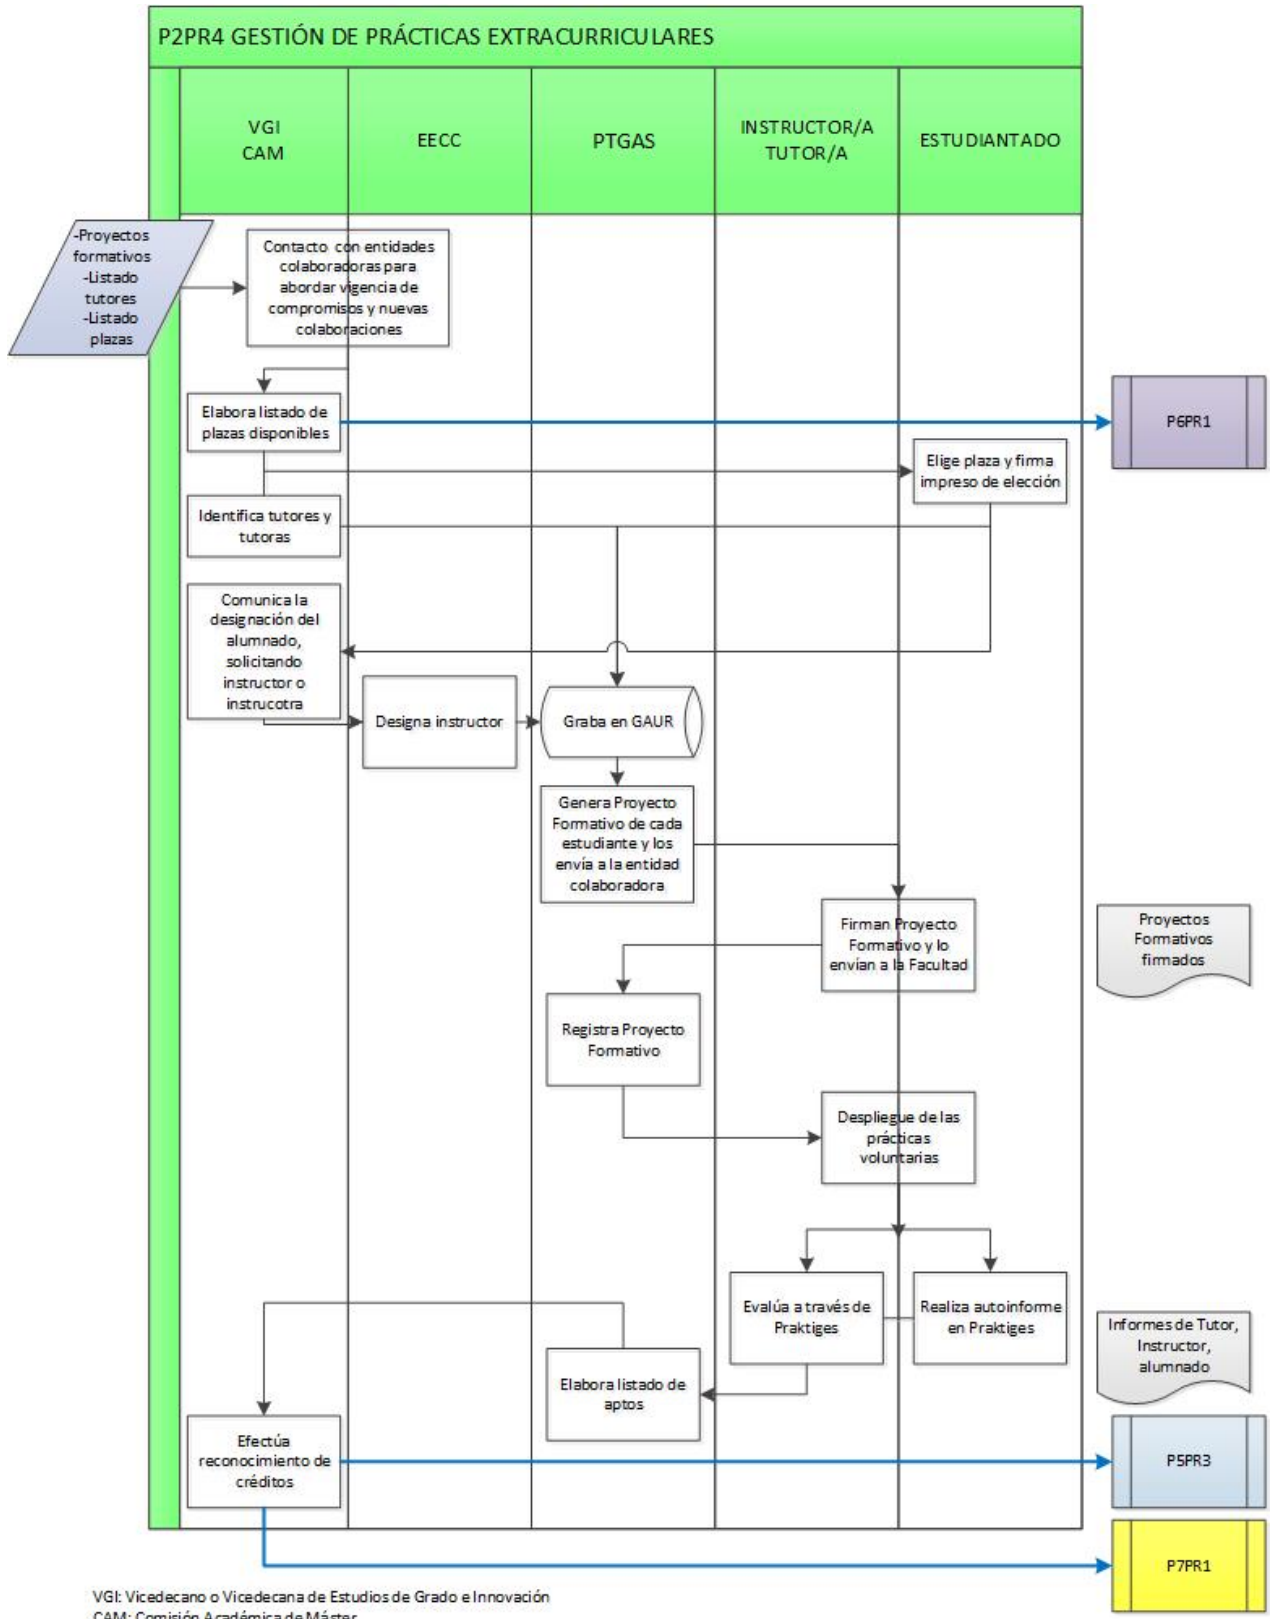 P2PR4 GESTIÓN DE PRÁCTICAS EXTRACURRICULARES
VGI
CAM
EECC
PTGAS
INSTRUCTOR/A
TUTOR/A
ESTUDIANTADO
-Proyectos
formativos
-Listado
tutores
-Listado
plazas
Contacto con entidades
colaboradoras para
abordar vigencia de
compromisos y nuevas
colaboraciones
Elabora listado de
plazas disponibles
P6PR1
Elige plaza y firma
impreso de elección
Identifica tutores y
tutoras
Comunica la
designación del
alumnado,
solicitando
instructor o
instrucotra
Designa instructor
Graba en GAUR
Genera Proyecto
Formativo de cada
estudiante y los
envía a la entidad
colaboradora
Firman Proyecto
Formativo y lo
envían a la Facultad
Proyectos
Formativos
firmados
Registra Proyecto
Formativo
Despliegue de las
prácticas
voluntarias
Evalúa a través de
Praktiges
Realiza autoinforme
en Praktiges
Informes de Tutor,
Instructor,
alumnado
Elabora listado de
aptos
Efectúa
reconocimiento de
créditos
P5PR3
P7PR1
VGI: Vicedecano o Vicedecana de Estudios de Grado e Innovación
CAM: Comisión Académica de Máster